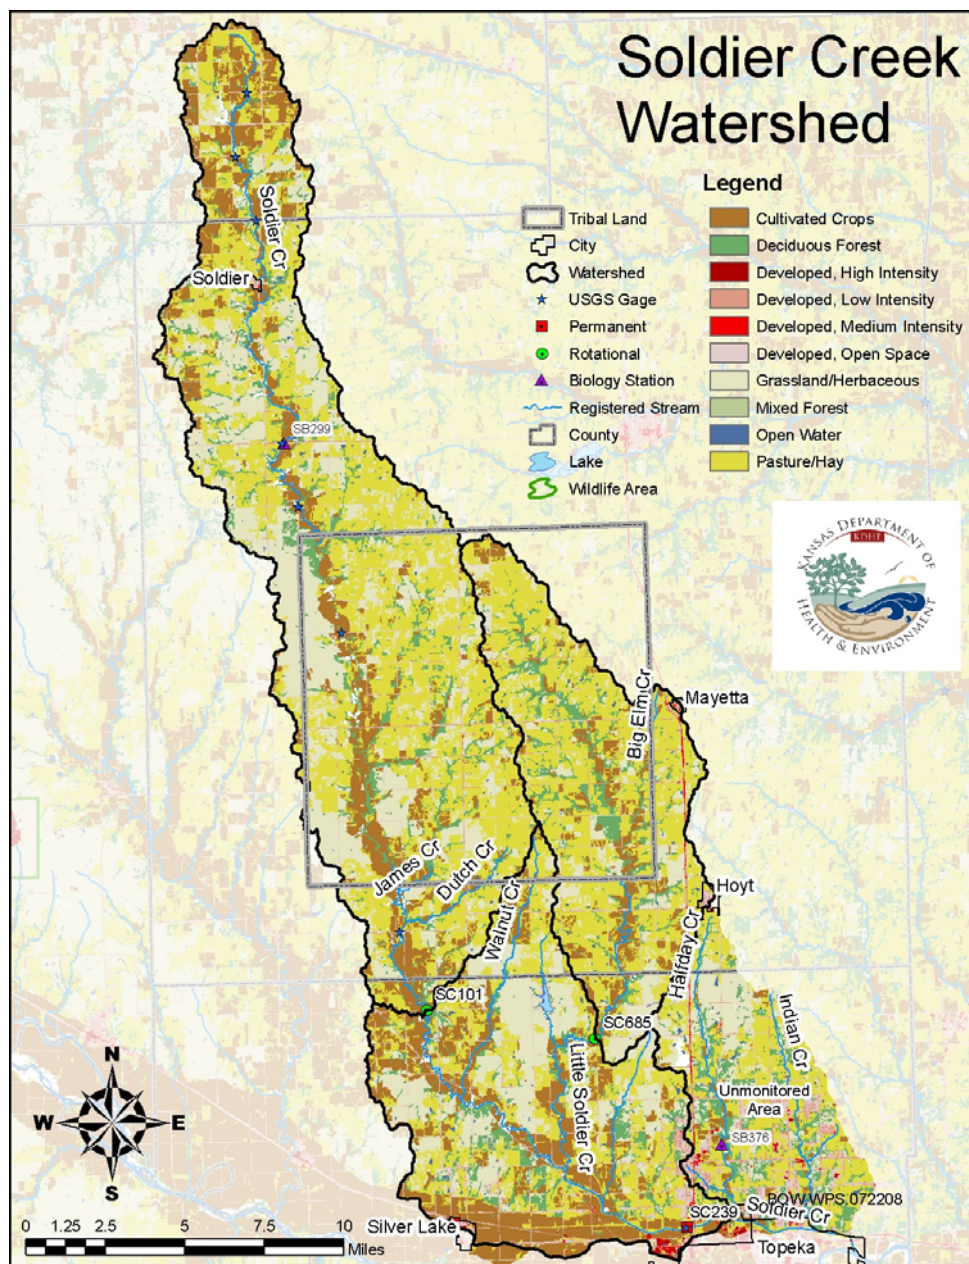 Soldier Creek
Watershed
Legend
Tribal Land
City
Watershed
USGS Gage
Permanent
Rotational
Biology Station
Registered Stream
County
Lake
Wildlife Area
Cultivated Crops
Deciduous Forest
Developed, High Intensity
Developed, Low Intensity
Developed, Medium Intensity
Developed, Open Space
Grassland/Herbaceous
Mixed Forest
Open Water
Pasture/Hay
KANSAS DEPARTMENT OF
KDHE
HEALTH & ENVIRONMENT
Soldier Cr
Soldier
SB299
Big Elm Cr
Mayetta
James Cr
Dutch Cr
Walnut Cr
Hoyt
Halfday Cr
SC101
SC685
Indian Cr
Little Soldier Cr
Unmonitored
Area
SB376
BOW.WPS.072208
Soldier Cr
SC239
Silver Lake
Topeka
N
W
E
S
0 1.25 2.5 5 7.5 10
Miles